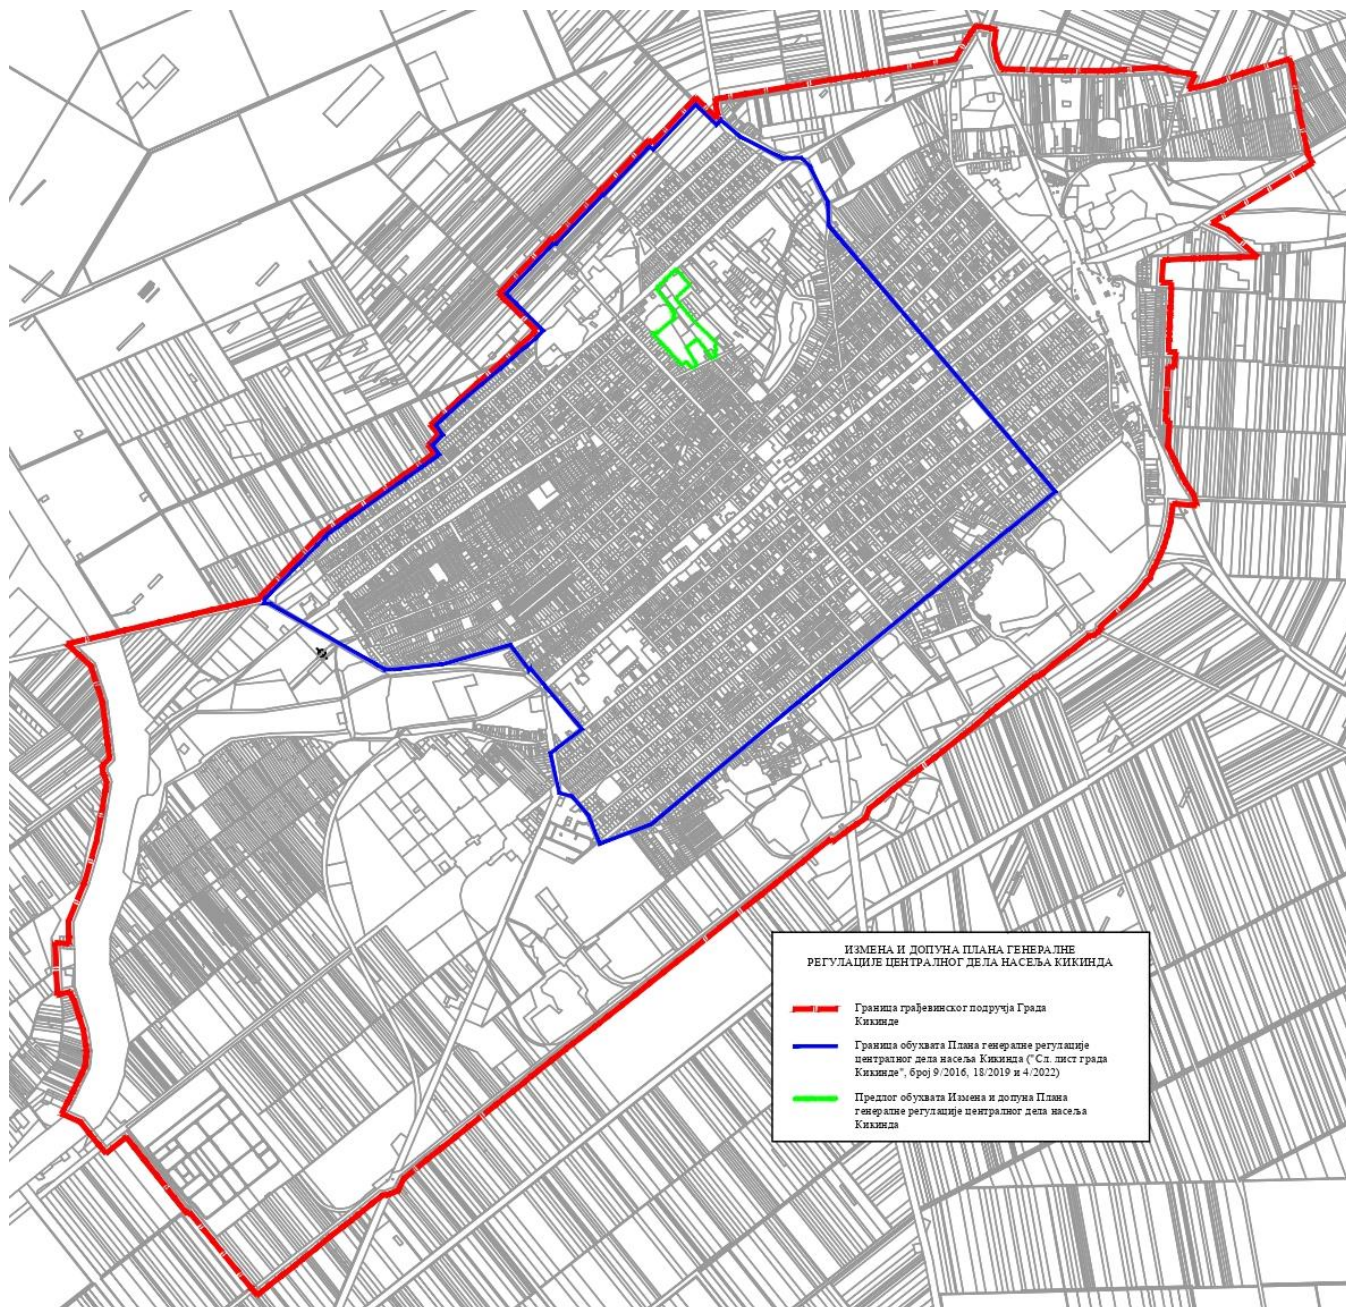 ИЗМЕНА И ДОПУНА ПЛАНА ГЕНЕРАЛНЕ
РЕГУЛАЦИЈЕ ЦЕНТРАЛНОГ ДЕЛА НАСЕЉА КИКИНДА
Граница грађевинског подручја Града
Кикинде
Граница обухвата Плана генералне регулације
централног дела насеља Кикинда ("Сл. лист града
Кикинде", број 9/2016, 18/2019 и 4/2022)
Предлог обухвата Измена и допуна Плана
генералне регулације централног дела насеља
Кикинда